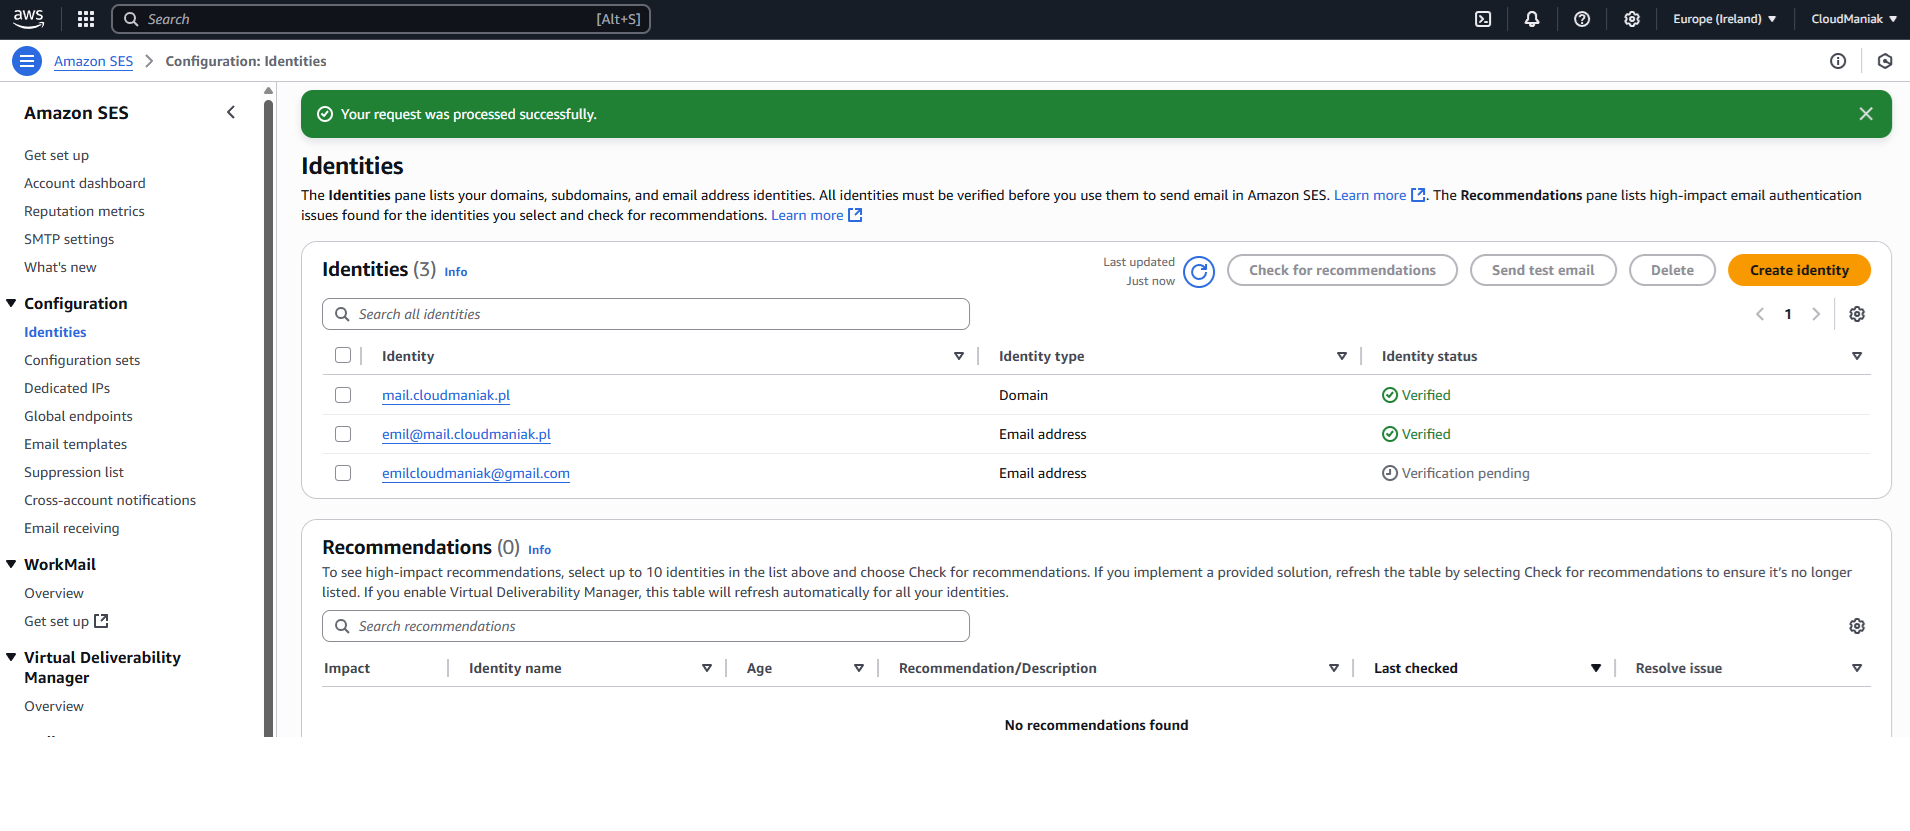 aws
Search
[Alt+S]
Europe (Ireland)
CloudManiak
Amazon SES
Configuration: Identities
Amazon SES
Get set up
Account dashboard
Reputation metrics
SMTP settings
What's new
Configuration
Identities
Configuration sets
Dedicated IPs
Global endpoints
Email templates
Suppression list
Cross-account notifications
Email receiving
WorkMail
Overview
Get set up
Virtual Deliverability
Manager
Overview
Your request was processed successfully.
Identities
The Identities pane lists your domains, subdomains, and email address identities. All identities must be verified before you use them to send email in Amazon SES. Learn more. The Recommendations pane lists high-impact email authentication
issues found for the identities you select and check for recommendations. Learn more
Identities (3) Info
Last updated
Just now
Check for recommendations
Send test email
Delete
Create identity
Search all identities
1
Identity Identity type Identity status
mail.cloudmaniak.pl Domain Verified
emil@mail.cloudmaniak.pl Email address Verified
emilcloudmaniak@gmail.com Email address Verification pending
Recommendations (0) Info
To see high-impact recommendations, select up to 10 identities in the list above and choose Check for recommendations. If you implement a provided solution, refresh the table by selecting Check for recommendations to ensure it's no longer
listed. If you enable Virtual Deliverability Manager, this table will refresh automatically for all your identities.
Search recommendations
Impact Identity name Age Recommendation/Description Last checked Resolve issue
No recommendations found